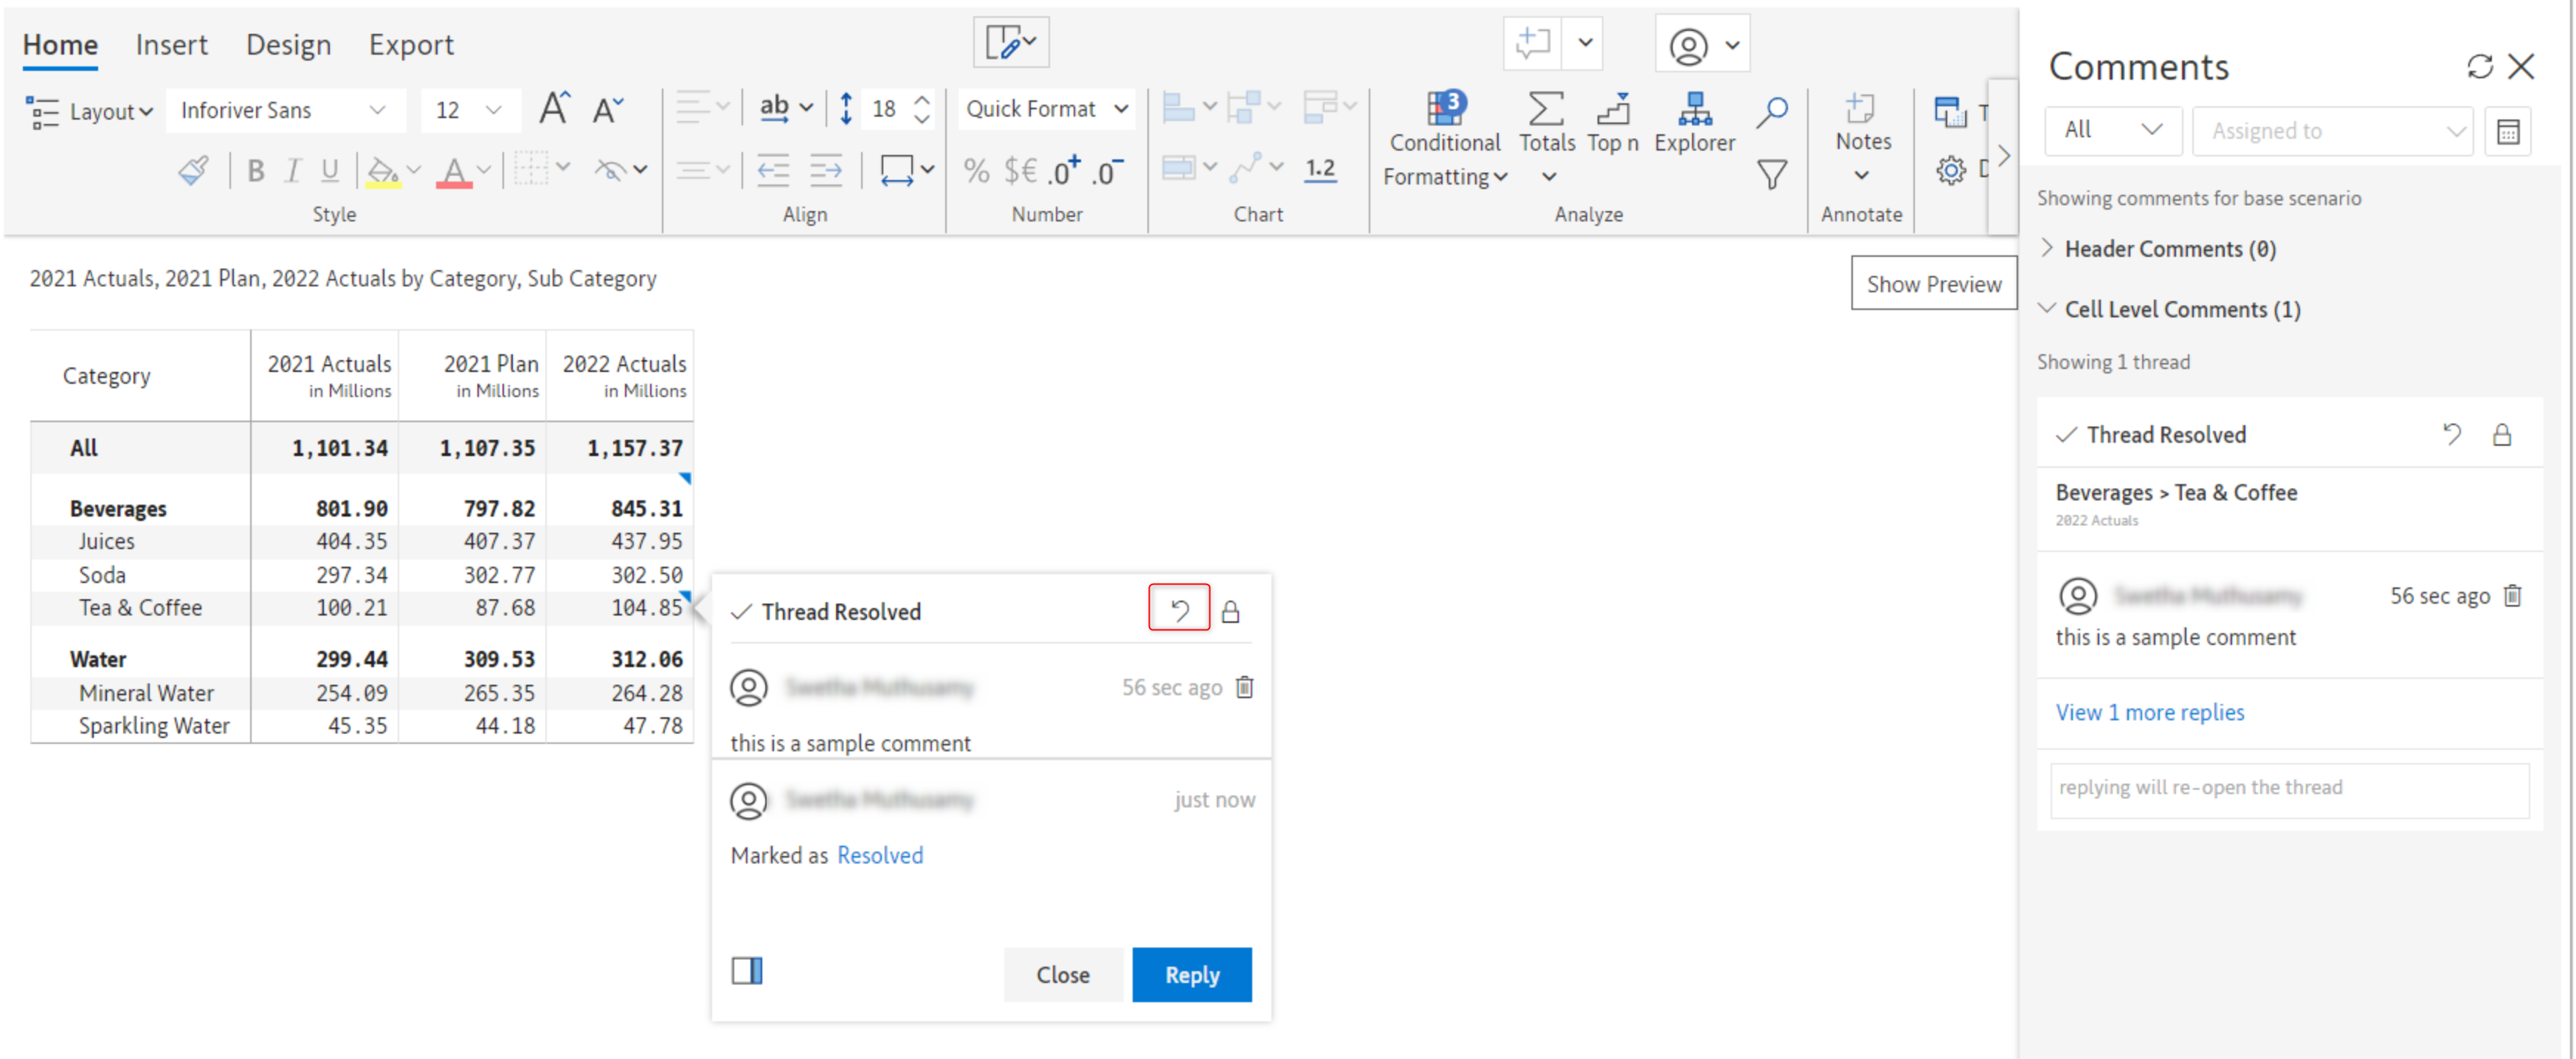 Home Insert Design Export
Layout Inforiver Sans 12 A A ab 18 Quick Format 3
Conditional Formatting Totals Top n Explorer Notes T
B I U A % $€ .0+ .0- 1.2 D
Style Align Number Chart Analyze Annotate
2021 Actuals, 2021 Plan, 2022 Actuals by Category, Sub Category
Show Preview
Category 2021 Actuals 2021 Plan 2022 Actuals
in Millions in Millions in Millions
All 1,101.34 1,107.35 1,157.37
Beverages 801.90 797.82 845.31
Juices 404.35 407.37 437.95
Soda 297.34 302.77 302.50
Tea & Coffee 100.21 87.68 104.85
Water 299.44 309.53 312.06
Mineral Water 254.09 265.35 264.28
Sparkling Water 45.35 44.18 47.78
Thread Resolved
56 sec ago
this is a sample comment
just now
Marked as Resolved
Close Reply
Comments
All Assigned to
Showing comments for base scenario
Header Comments (0)
Cell Level Comments (1)
Showing 1 thread
Thread Resolved
Beverages > Tea & Coffee
2022 Actuals
56 sec ago
this is a sample comment
View 1 more replies
replying will re-open the thread